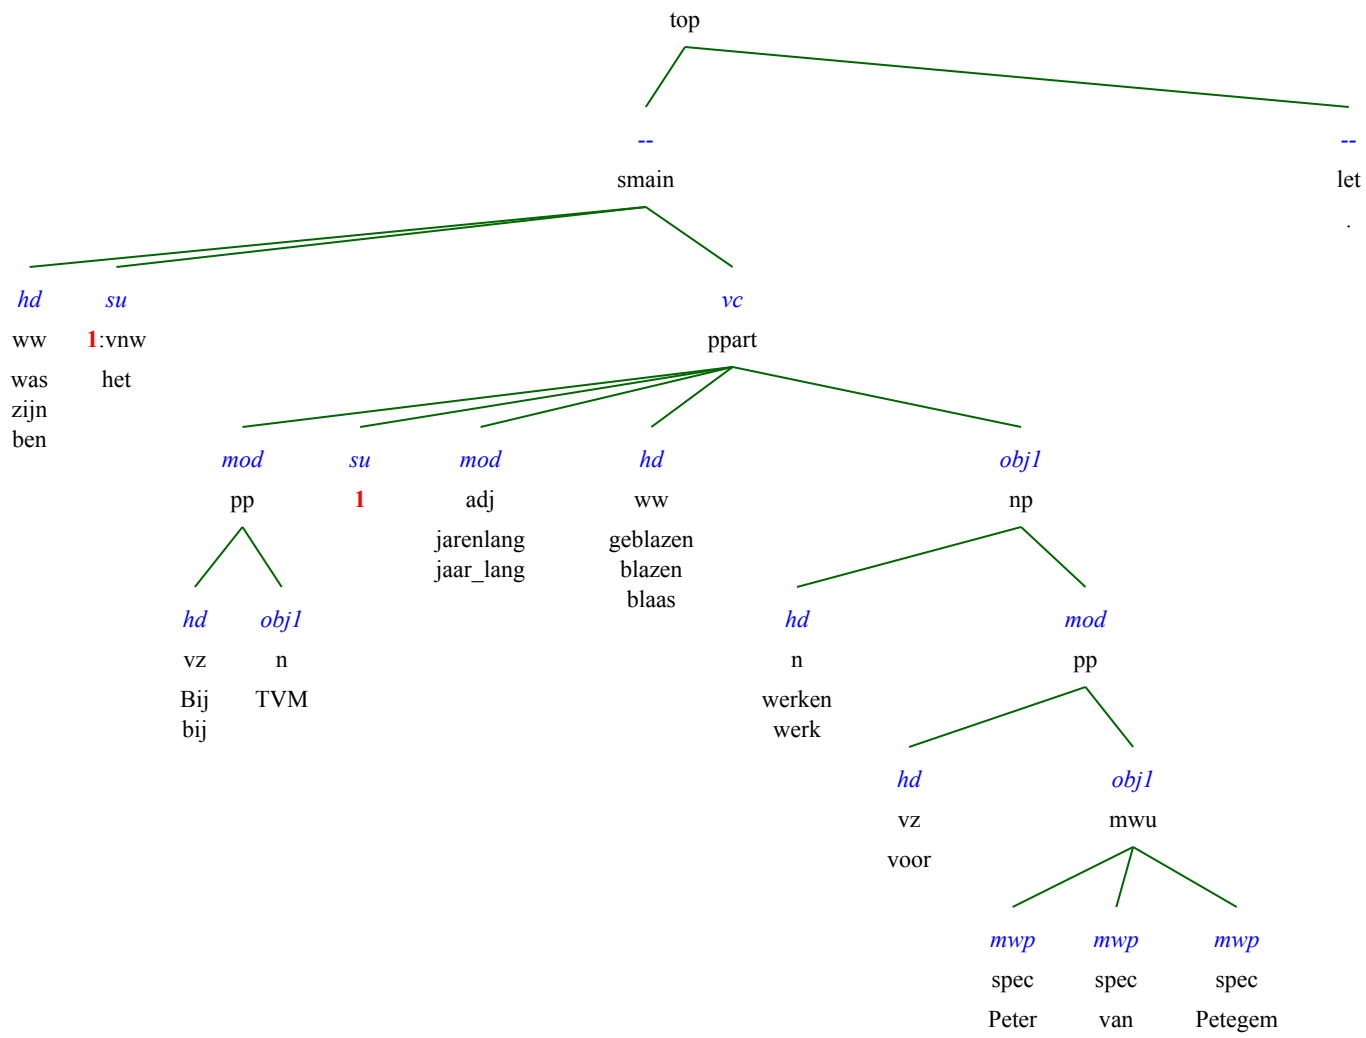 top
-- --
smain let
.
hd su vc
ww 1:vnw ppart
was het
zijn
ben
mod su mod hd obj1
pp 1 adj ww np
jarenlang geblazen
jaar_lang blazen
blaas
hd obj1 hd mod
vz n n pp
Bij TVM werken
bij werk
hd obj1
vz mwu
voor
mwp mwp mwp
spec spec spec
Peter van Petegem